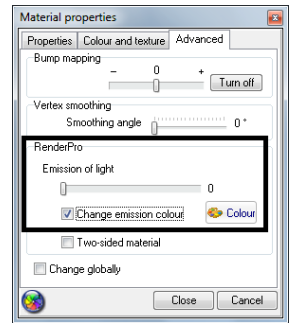 Material properties
Properties Colour and texture Advanced
Bump mapping
- 0 +
Turn off
Vertex smoothing
Smoothing angle 0 °
RenderPro
Emission of light
0
Change emission colour Colour
Two-sided material
Change globally
Close Cancel